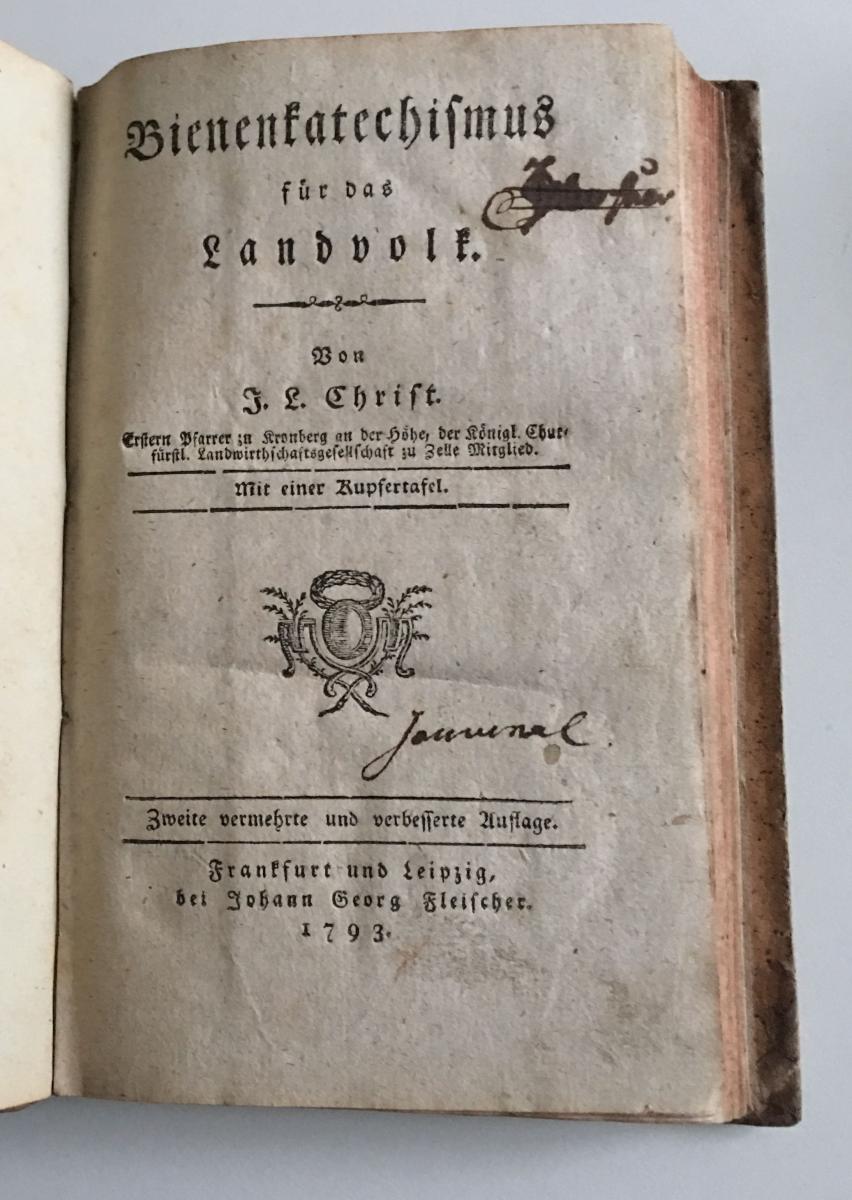 Bienenkatechiſmus
für das
Landvolk.
Von
J. L. Chriſt.
Erſtern Pfarrer zu Kronberg an der Höhe, der Königl. Chur⸗
fürſtl. Landwirthſchaftsgeſellſchaft zu Zelle Mitglied.
Mit einer Kupfertafel.
Zweite vermehrte und verbeſſerte Auflage.
Frankfurt und Leipzig,
bei Johann Georg Fleiſcher.
1793.